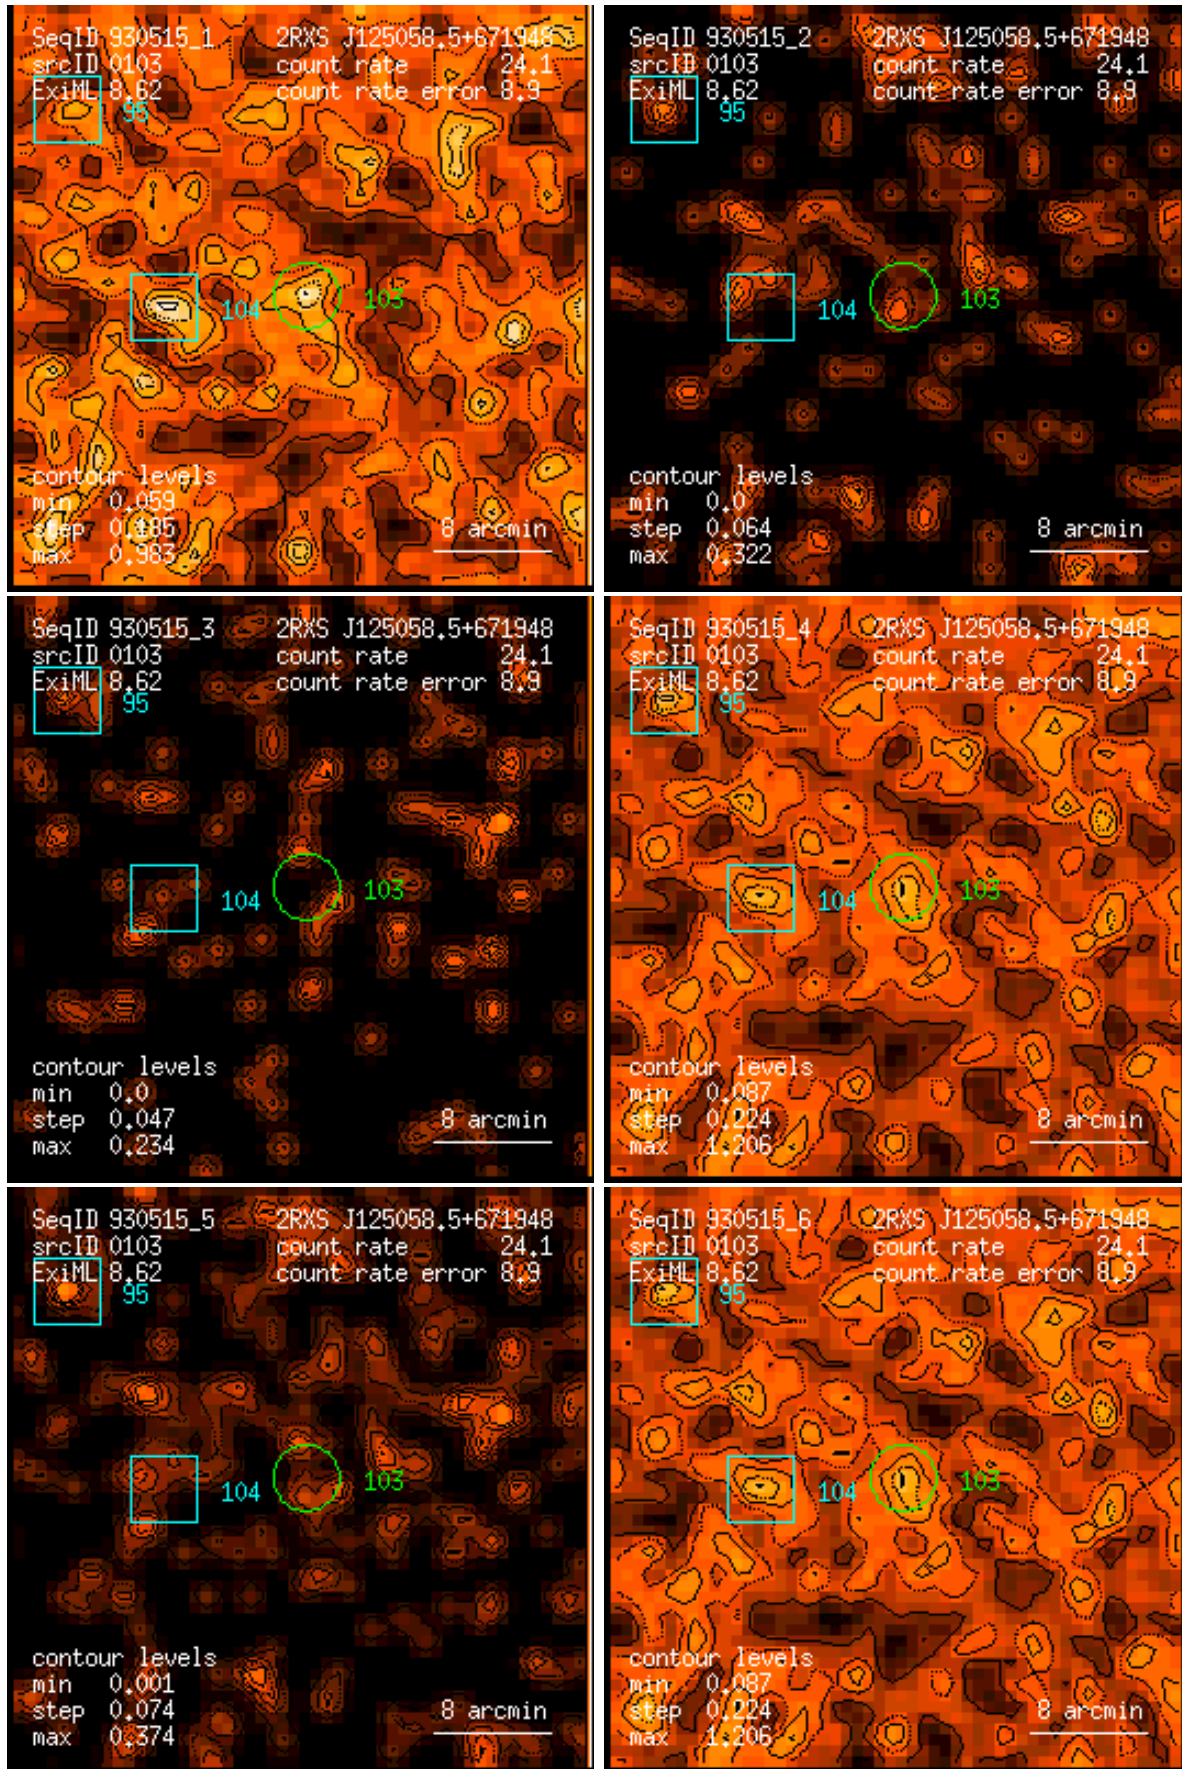 SeqID 930515_1 2RXS J125058.5+671948
srcID 0103 count rate 24.1
ExiML 8.62 count rate error 8.9
95
104
103
contour levels
min 0.059
step 0.185
max 0.983
8 arcmin
SeqID 930515_2 2RXS J125058.5+671948
srcID 0103 count rate 24.1
ExiML 8.62 count rate error 8.9
95
104
103
contour levels
min 0.0
step 0.064
max 0.322
8 arcmin
SeqID 930515_3 2RXS J125058.5+671948
srcID 0103 count rate 24.1
ExiML 8.62 count rate error 8.9
95
104
103
contour levels
min 0.0
step 0.047
max 0.234
8 arcmin
SeqID 930515_4 2RXS J125058.5+671948
srcID 0103 count rate 24.1
ExiML 8.62 count rate error 8.9
95
104
103
contour levels
min 0.087
step 0.224
max 1.206
8 arcmin
SeqID 930515_5 2RXS J125058.5+671948
srcID 0103 count rate 24.1
ExiML 8.62 count rate error 8.9
95
104
103
contour levels
min 0.001
step 0.074
max 0.374
8 arcmin
SeqID 930515_6 2RXS J125058.5+671948
srcID 0103 count rate 24.1
ExiML 8.62 count rate error 8.9
95
104
103
contour levels
min 0.087
step 0.224
max 1.206
8 arcmin